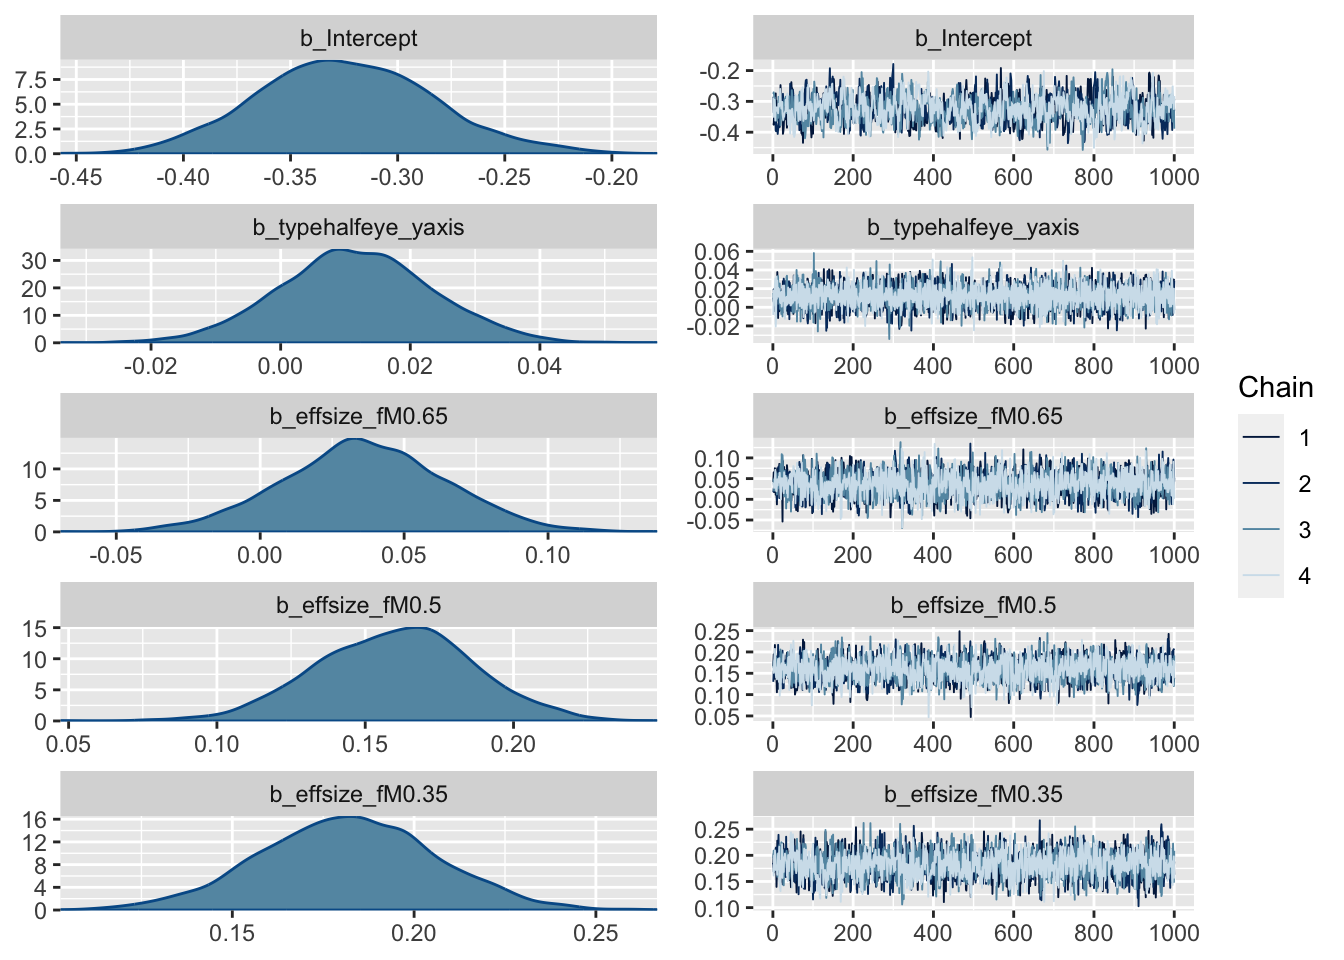 b_Intercept
7.5
5.0
2.5
0.0
-0.45 -0.40 -0.35 -0.30 -0.25 -0.20
b_Intercept
-0.2
-0.3
-0.4
0 200 400 600 800 1000
b_typehalfeye_yaxis
30
20
10
0
-0.02 0.00 0.02 0.04
b_typehalfeye_yaxis
0.06
0.04
0.02
0.00
-0.02
0 200 400 600 800 1000
b_effsize_fM0.65
10
5
0
-0.05 0.00 0.05 0.10
b_effsize_fM0.65
0.10
0.05
0.00
-0.05
0 200 400 600 800 1000
b_effsize_fM0.5
15
10
5
0
0.05 0.10 0.15 0.20
b_effsize_fM0.5
0.25
0.20
0.15
0.10
0.05
0 200 400 600 800 1000
b_effsize_fM0.35
16
12
8
4
0
0.15 0.20 0.25
b_effsize_fM0.35
0.25
0.20
0.15
0.10
0 200 400 600 800 1000
Chain
1
2
3
4